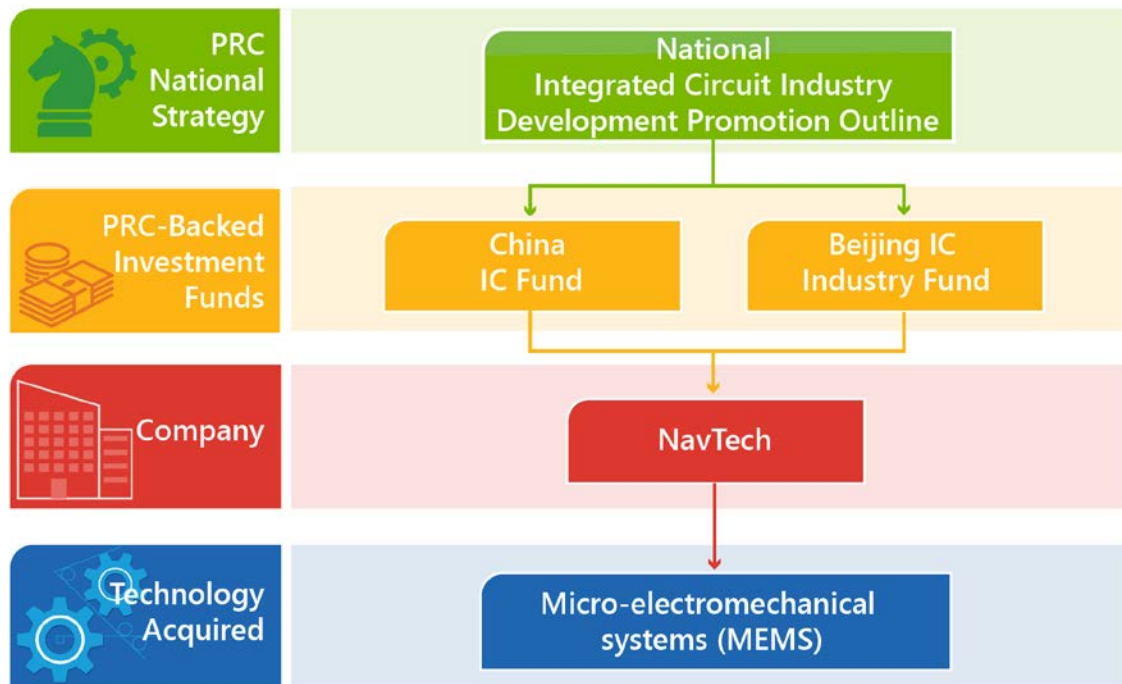 PRC
National
Strategy
National
Integrated Circuit Industry
Development Promotion Outline
PRC-Backed
Investment
Funds
China
IC Fund
Beijing IC
Industry Fund
Company
NavTech
Technology
Acquired
Micro-electromechanical
systems (MEMS)